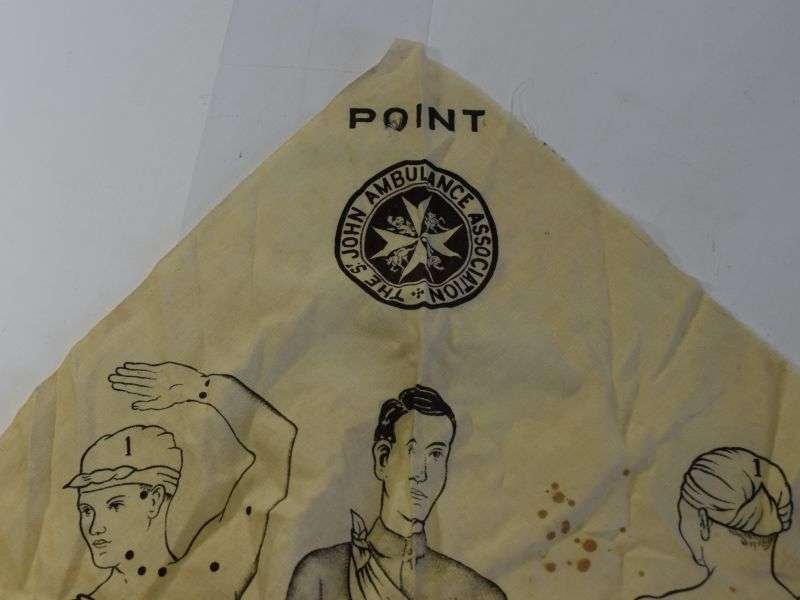 POINT
THE St JOHN AMBULANCE ASSOCIATION
1
1